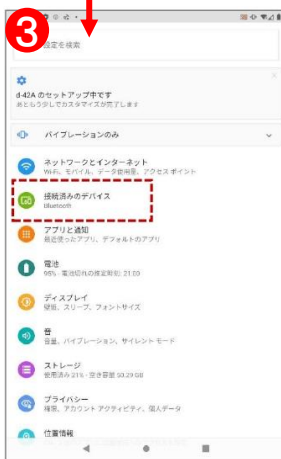 3
設定を検索
d-42A のセットアップ中です
あともう少しでカスタマイズが完了します
バイブレーションのみ
ネットワークとインターネット
Wi-Fi、モバイル、データ使用量、アクセス ポイント
接続済みのデバイス
Bluetooth
アプリと通知
最近使ったアプリ、デフォルトのアプリ
電池
95% - 電池切れの推定時刻: 21:00
ディスプレイ
壁紙、スリープ、フォントサイズ
音
音量、バイブレーション、サイレント モード
ストレージ
使用済み 21% - 空き容量 50.29 GB
プライバシー
権限、アカウント アクティビティ、個人データ
位置情報